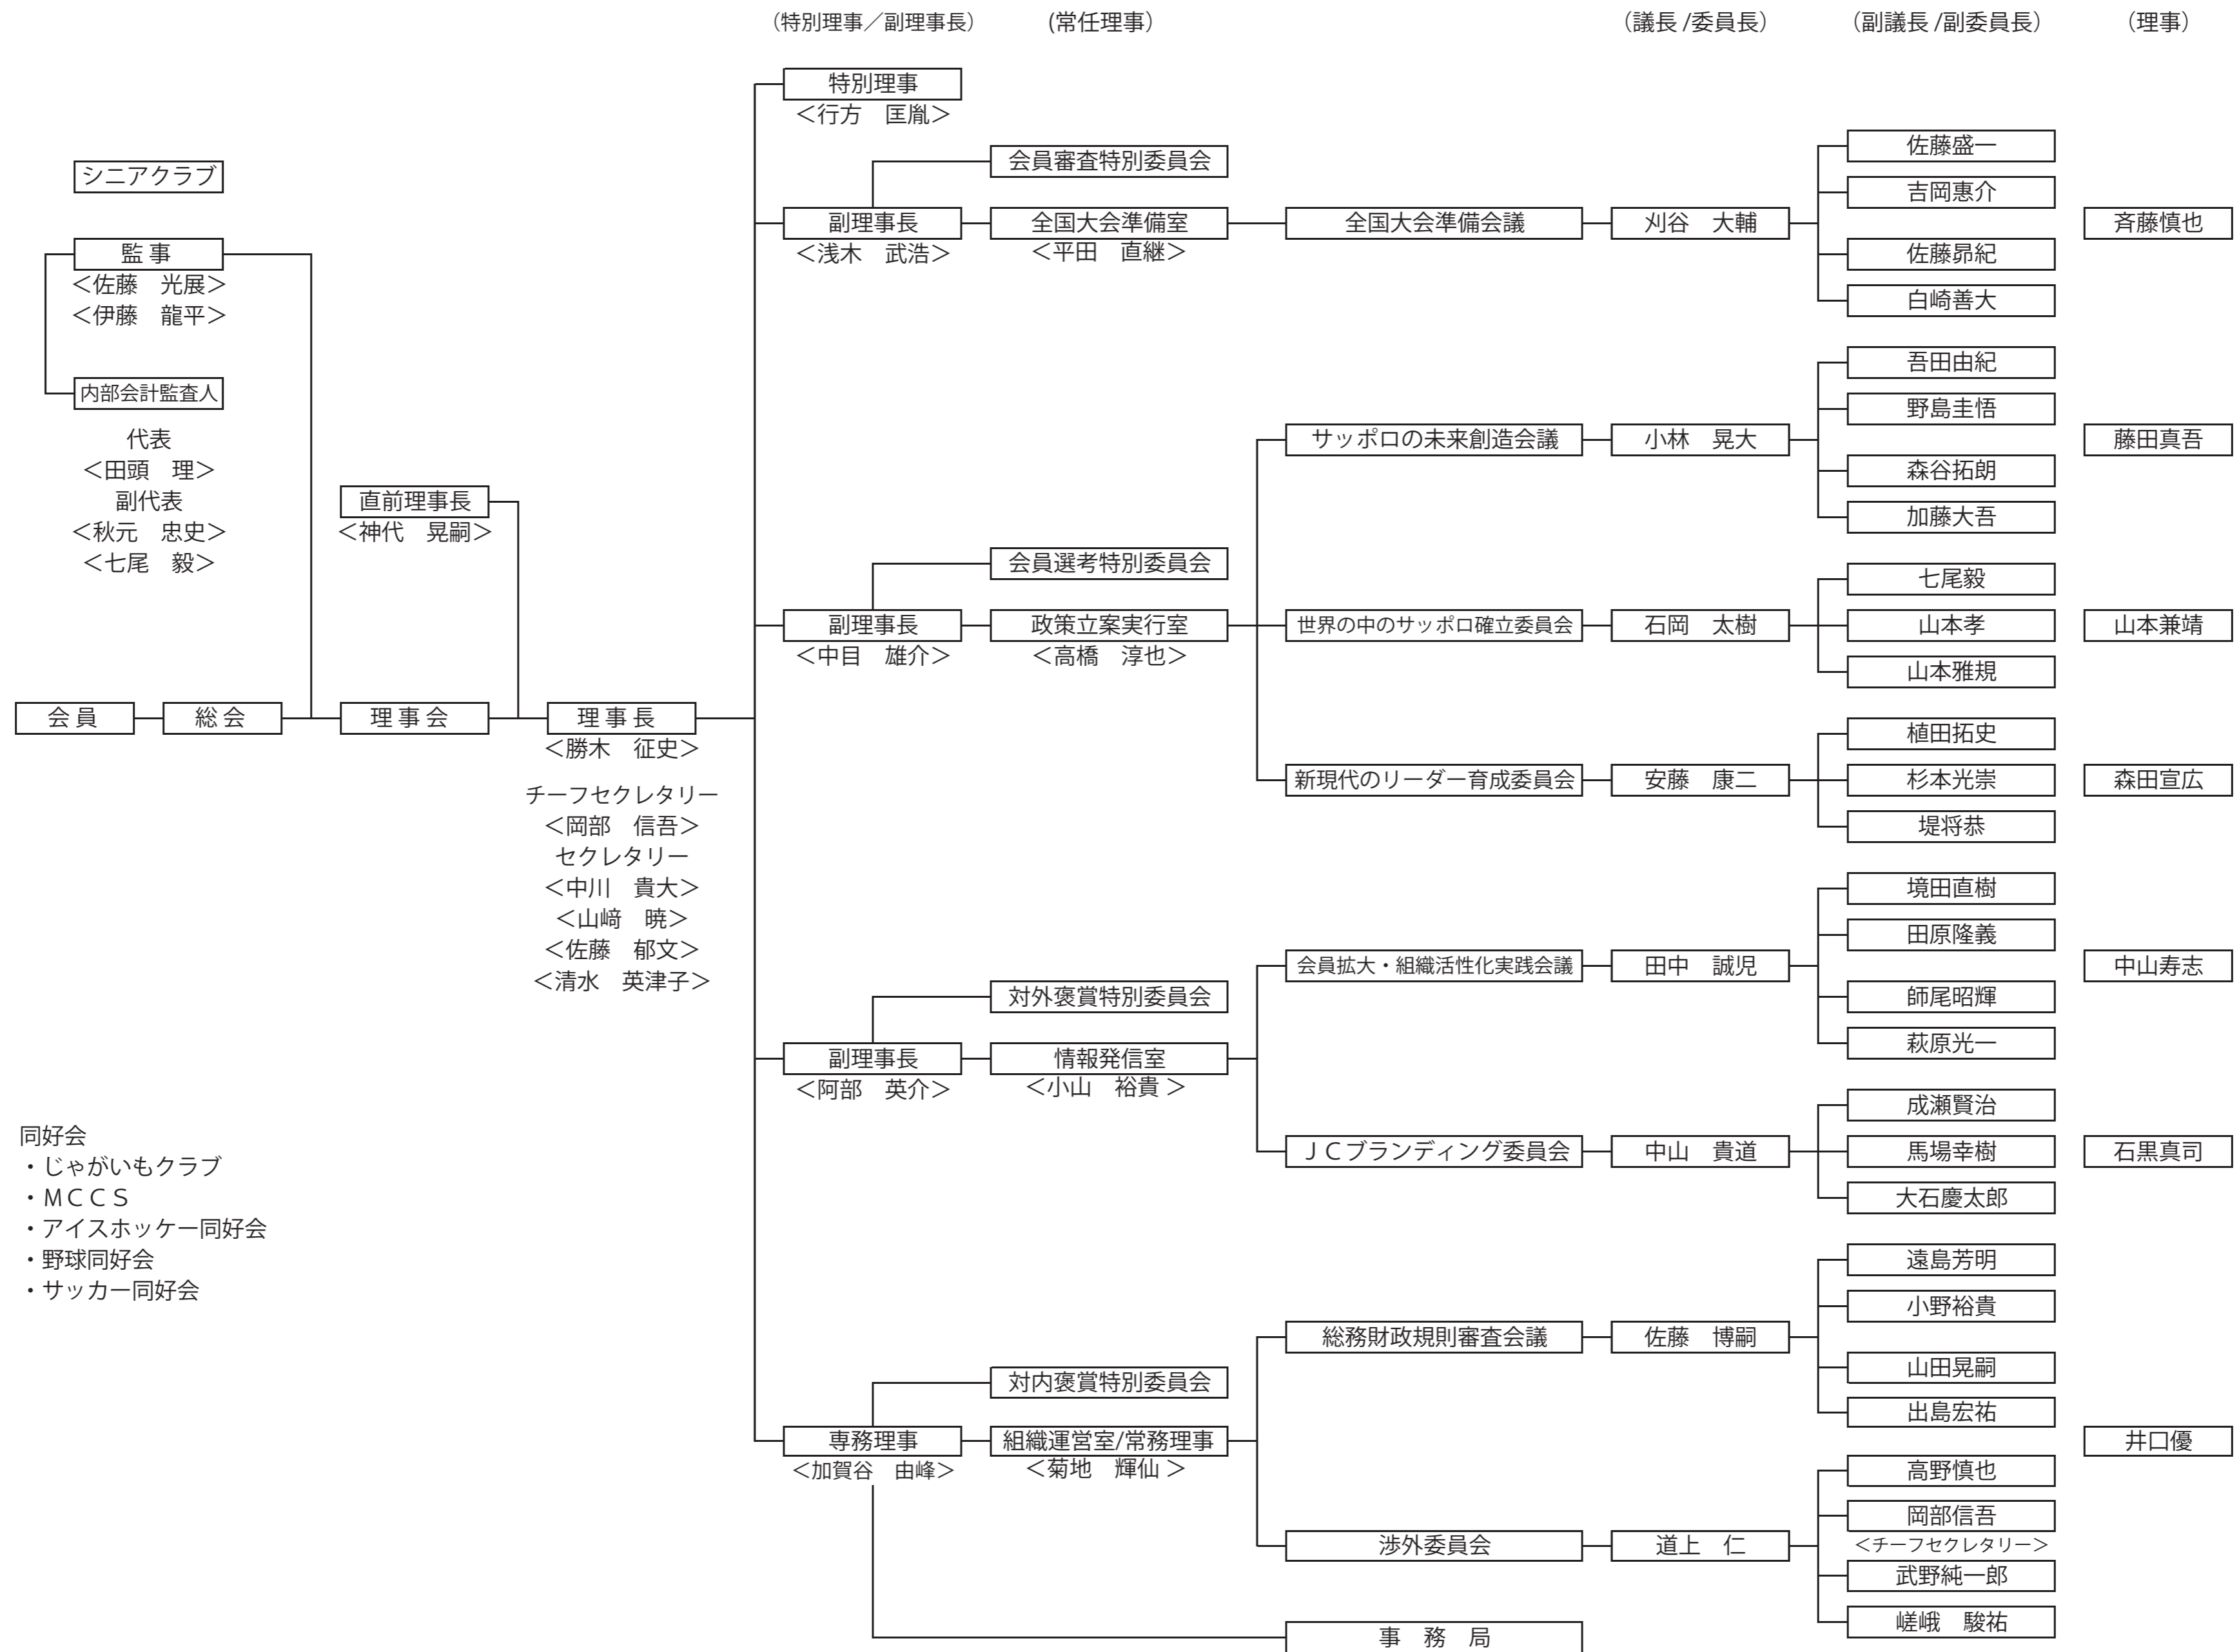 （特別理事／副理事長）
(常任理事）
（議長 /委員長）
（副議長 /副委員長）
（理事）
シニアクラブ
監 事
＜佐藤　光展＞
＜伊藤　龍平＞
内部会計監査人
代表
＜田頭　理＞
副代表
＜秋元　忠史＞
＜七尾　毅＞
会 員
総 会
理 事 会
直前理事長
＜神代　晃嗣＞
理 事 長
＜勝木　征史＞
チーフセクレタリー
＜岡部　信吾＞
セクレタリー
＜中川　貴大＞
＜山﨑　暁＞
＜佐藤　郁文＞
＜清水　英津子＞
特別理事
＜行方　匡胤＞
会員審査特別委員会
副理事長
＜浅木　武浩＞
全国大会準備室
＜平田　直継＞
全国大会準備会議
刈谷　大輔
佐藤盛一
吉岡惠介
佐藤昴紀
白崎善大
斉藤慎也
会員選考特別委員会
副理事長
＜中目　雄介＞
政策立案実行室
＜高橋　淳也＞
サッポロの未来創造会議
小林　晃大
吾田由紀
野島圭悟
森谷拓朗
加藤大吾
藤田真吾
世界の中のサッポロ確立委員会
石岡　太樹
七尾毅
山本孝
山本雅規
山本兼靖
新現代のリーダー育成委員会
安藤　康二
植田拓史
杉本光崇
堤将恭
森田宣広
対外褒賞特別委員会
副理事長
＜阿部　英介＞
情報発信室
＜小山　裕貴 ＞
会員拡大・組織活性化実践会議
田中　誠児
境田直樹
田原隆義
師尾昭輝
萩原光一
中山寿志
ＪＣブランディング委員会
中山　貴道
成瀬賢治
馬場幸樹
大石慶太郎
石黒真司
対内褒賞特別委員会
専務理事
＜加賀谷　由峰＞
組織運営室/常務理事
＜菊地　輝仙 ＞
総務財政規則審査会議
佐藤　博嗣
遠島芳明
小野裕貴
山田晃嗣
出島宏祐
井口優
渉外委員会
道上　仁
高野慎也
岡部信吾
＜チーフセクレタリー＞
武野純一郎
嵯峨　駿祐
事　務　局
同好会
・じゃがいもクラブ
・ＭＣＣＳ
・アイスホッケー同好会
・野球同好会
・サッカー同好会